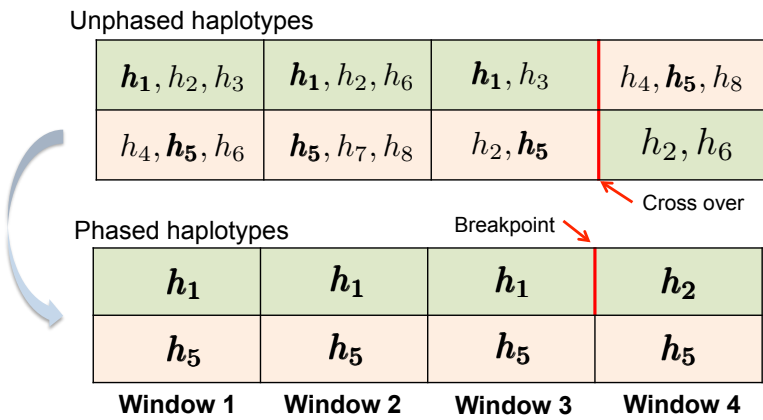 Unphased haplotypes
h₁, h₂, h₃ h₁, h₂, h₆ h₁, h₃ h₄, h₅, h₈
h₄, h₅, h₆ h₅, h₇, h₈ h₂, h₅ h₂, h₆
Cross over
Phased haplotypes
Breakpoint
h₁ h₁ h₁ h₂
h₅ h₅ h₅ h₅
Window 1 Window 2 Window 3 Window 4